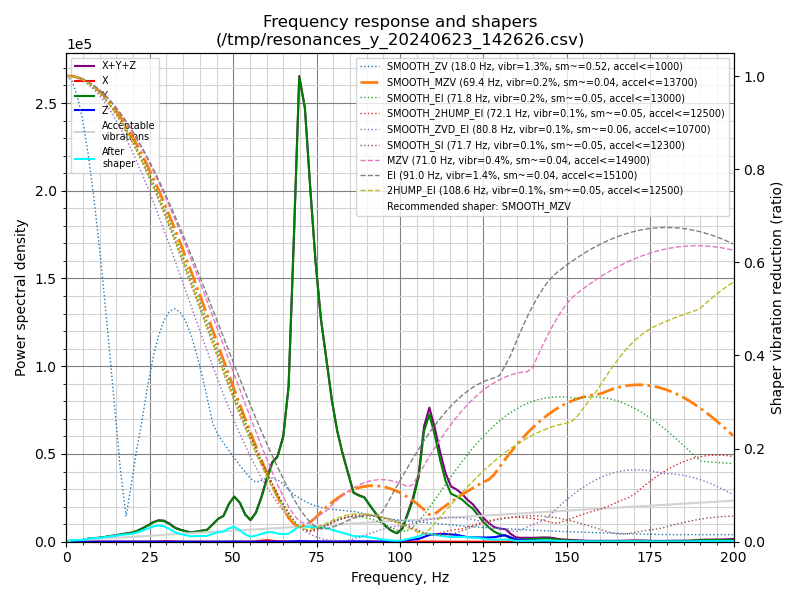 Frequency response and shapers
(/tmp/resonances_y_20240623_142626.csv)
1e5
X+Y+Z
X
Y
Z
Acceptable
vibrations
After
shaper
SMOOTH_ZV (18.0 Hz, vibr=1.3%, sm~=0.52, accel<=1000)
SMOOTH_MZV (69.4 Hz, vibr=0.2%, sm~=0.04, accel<=13700)
SMOOTH_EI (71.8 Hz, vibr=0.2%, sm~=0.05, accel<=13000)
SMOOTH_2HUMP_EI (72.1 Hz, vibr=0.1%, sm~=0.05, accel<=12500)
SMOOTH_ZVD_EI (80.8 Hz, vibr=0.1%, sm~=0.06, accel<=10700)
SMOOTH_SI (71.7 Hz, vibr=0.1%, sm~=0.05, accel<=12300)
MZV (71.0 Hz, vibr=0.4%, sm~=0.04, accel<=14900)
EI (91.0 Hz, vibr=1.4%, sm~=0.04, accel<=15100)
2HUMP_EI (108.6 Hz, vibr=0.1%, sm~=0.05, accel<=12500)
Recommended shaper: SMOOTH_MZV
2.5
2.0
1.5
1.0
0.5
0.0
Power spectral density
1.0
0.8
0.6
0.4
0.2
0.0
Shaper vibration reduction (ratio)
0 25 50 75 100 125 150 175 200
Frequency, Hz